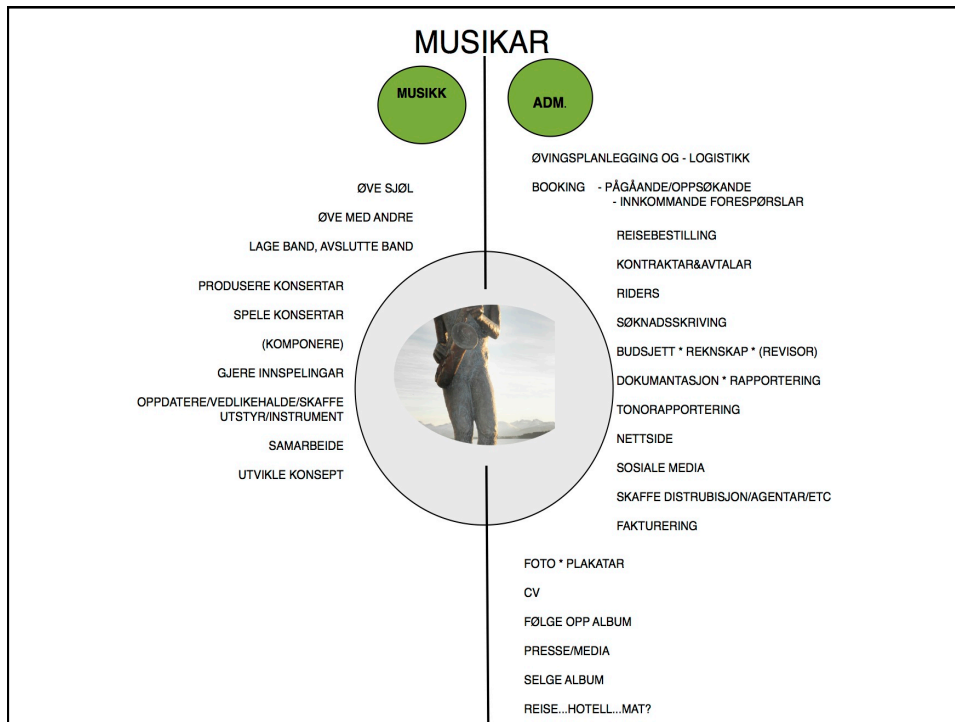 MUSIKAR
MUSIKK
ØVE SJØL
ØVE MED ANDRE
LAGE BAND, AVSLUTTE BAND
PRODUSERE KONSERTAR
SPELE KONSERTAR
(KOMPONERE)
GJERE INNSPELINGAR
OPPDATERE/VEDLIKEHALDE/SKAFFE
UTSTYR/INSTRUMENT
SAMARBEIDE
UTVIKLE KONSEPT
ADM.
ØVINGSPLANLEGGING OG - LOGISTIKK
BOOKING - PÅGÅANDE/OPPSØKANDE
- INNKOMMANDE FORESPØRSLAR
REISEBESTILLING
KONTRAKTAR&AVTALAR
RIDERS
SØKNADSSKRIVING
BUDSJETT * REKNSKAP * (REVISOR)
DOKUMANTASJON * RAPPORTERING
TONORAPPORTERING
NETTSIDE
SOSIALE MEDIA
SKAFFE DISTRUBISJON/AGENTAR/ETC
FAKTURERING
FOTO * PLAKATAR
CV
FØLGE OPP ALBUM
PRESSE/MEDIA
SELGE ALBUM
REISE...HOTELL...MAT?